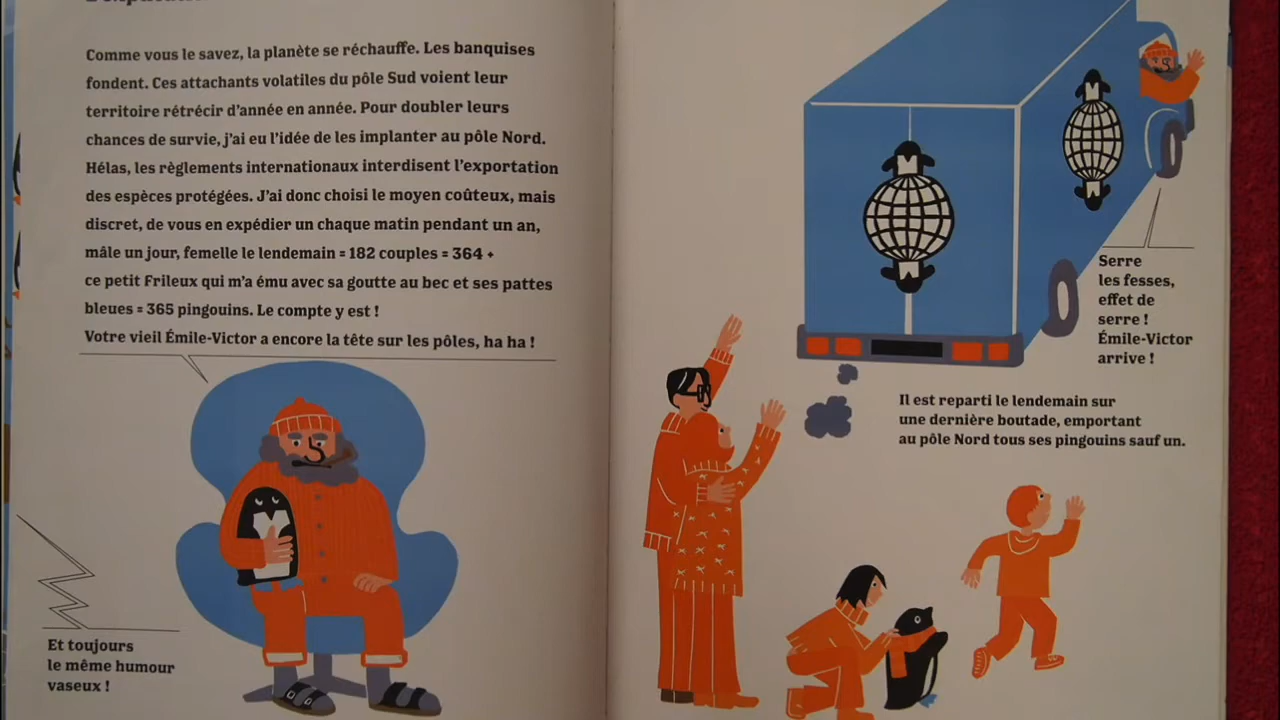 Comme vous le savez, la planète se réchauffe. Les banquises
fondent. Ces attachants volatiles du pôle Sud voient leur
territoire rétrécir d'année en année. Pour doubler leurs
chances de survie, j'ai eu l'idée de les implanter au pôle Nord.
Hélas, les règlements internationaux interdisent l'exportation
des espèces protégées. J'ai donc choisi le moyen coûteux, mais
discret, de vous en expédier un chaque matin pendant un an,
mâle un jour, femelle le lendemain = 182 couples = 364 +
ce petit Frileux qui m'a ému avec sa goutte au bec et ses pattes
bleues = 365 pingouins. Le compte y est !
Votre vieil Émile-Victor a encore la tête sur les pôles, ha ha !
Et toujours
le même humour
vaseux !
Serre
les fesses,
effet de
serre !
Émile-Victor
arrive !
Il est reparti le lendemain sur
une dernière boutade, emportant
au pôle Nord tous ses pingouins sauf un.